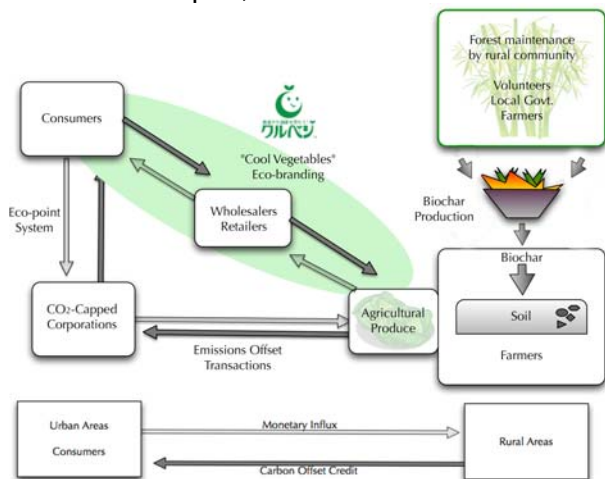 Forest maintenance
by rural community
Volunteers
Local Govt.
Farmers
Consumers
クルベジ
"Cool Vegetables"
Eco-branding
Biochar
Production
Eco-point
System
Wholesalers
Retailers
Biochar
CO2-Capped
Corporations
Agricultural
Produce
Soil
Farmers
Emissions Offset
Transactions
Urban Areas
Consumers
Monetary Influx
Rural Areas
Carbon Offset Credit